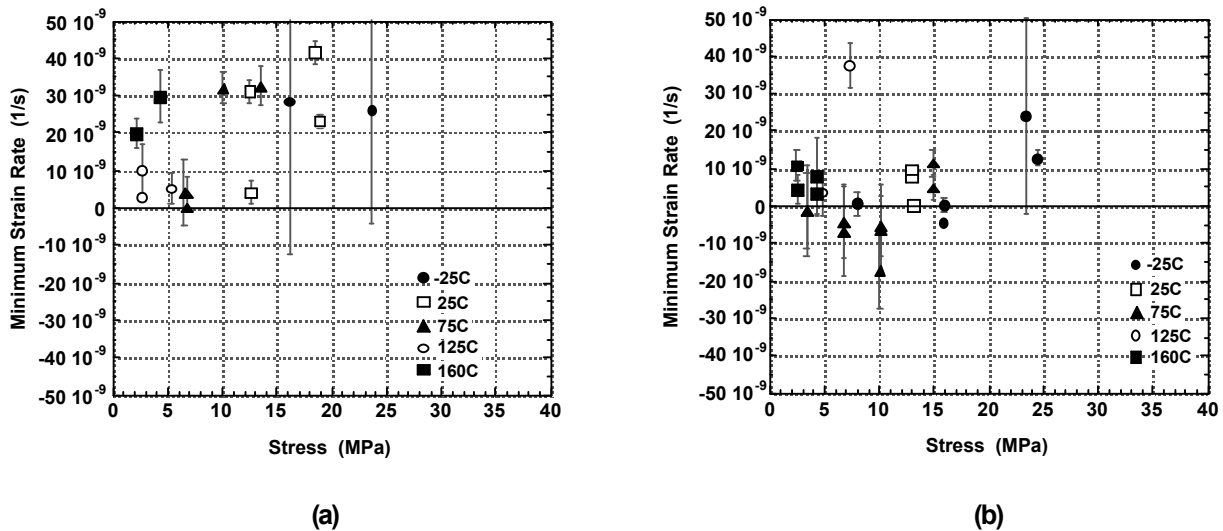 50 10 -9
40 10 -9
30 10 -9
20 10 -9
10 10 -9
0
-10 10 -9
-20 10 -9
-30 10 -9
-40 10 -9
-50 10 -9
Minimum Strain Rate (1/s)
-25C
25C
75C
125C
160C
0 5 10 15 20 25 30 35 40
Stress (MPa)
(a)
50 10 -9
40 10 -9
30 10 -9
20 10 -9
10 10 -9
0
-10 10 -9
-20 10 -9
-30 10 -9
-40 10 -9
-50 10 -9
Minimum Strain Rate (1/s)
-25C
25C
75C
125C
160C
0 5 10 15 20 25 30 35 40
Stress (MPa)
(b)